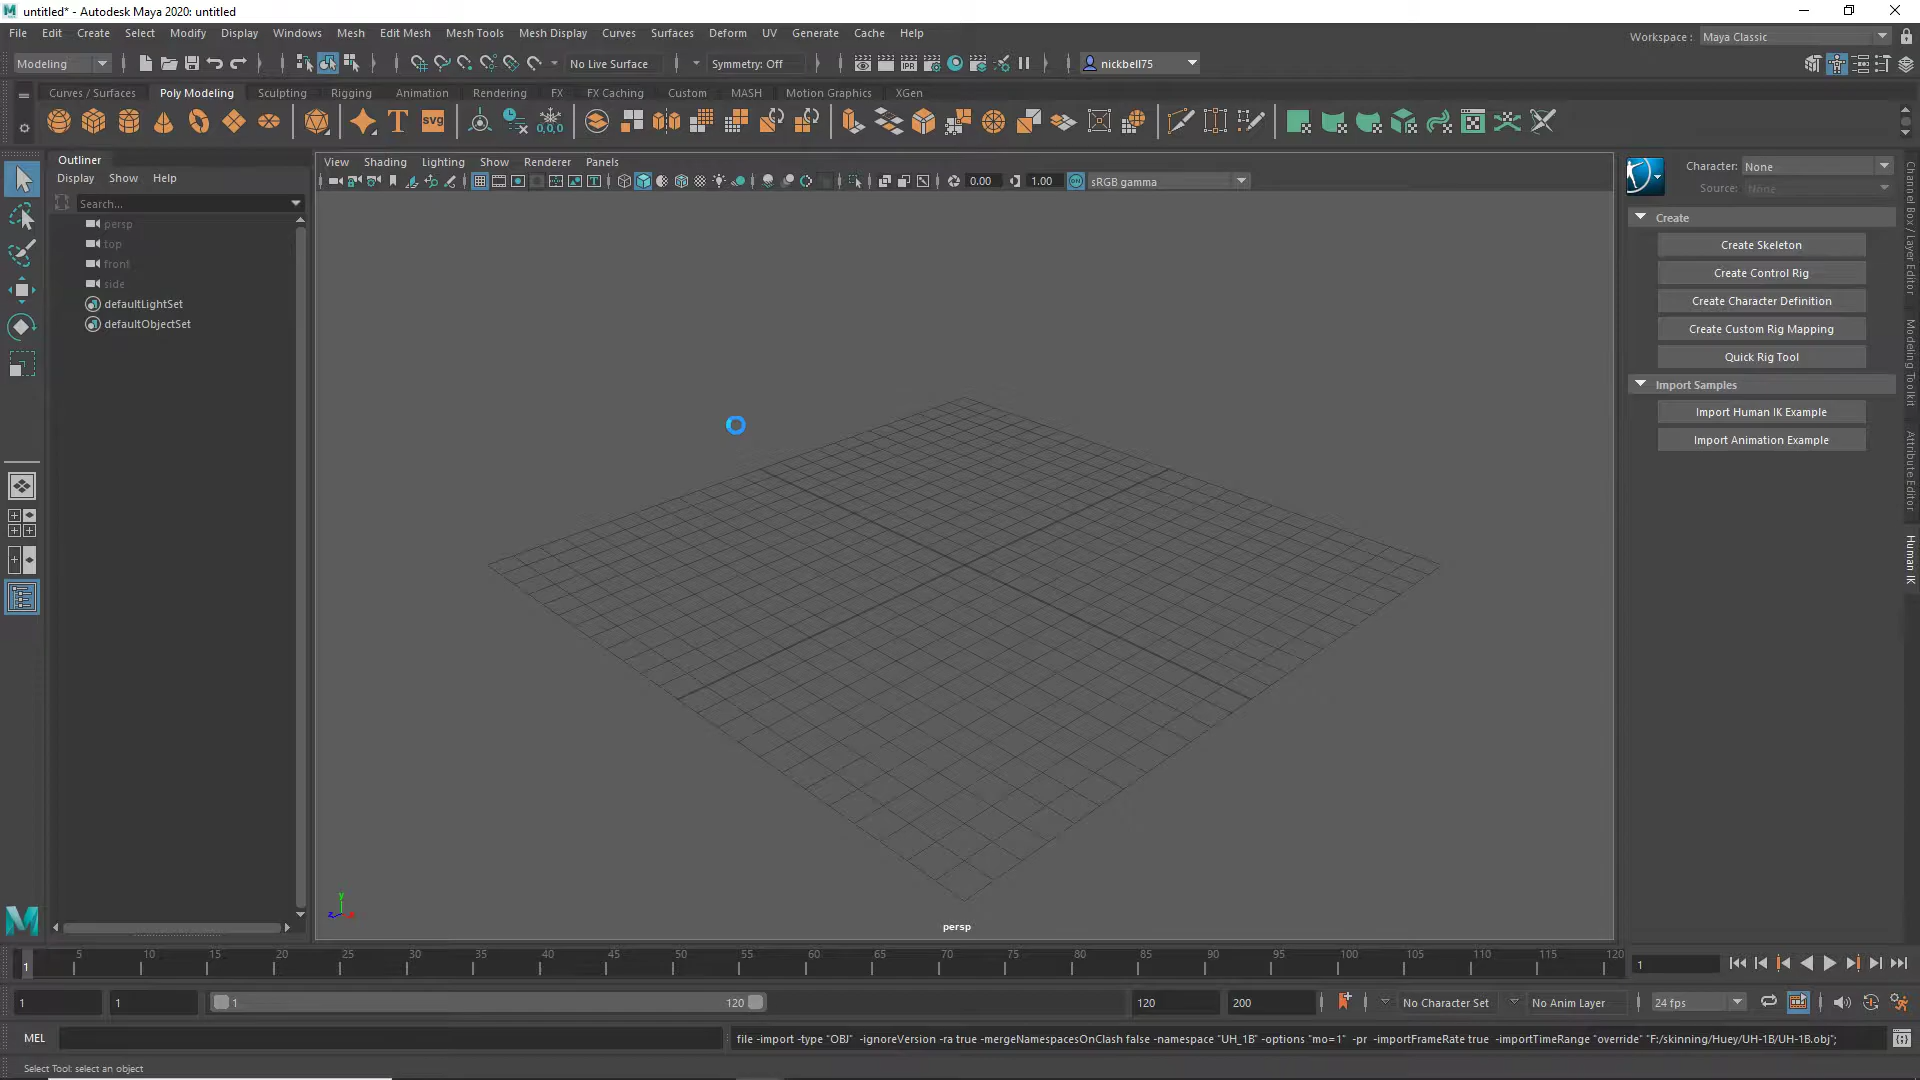 untitled* - Autodesk Maya 2020: untitled
File Edit Create Select Modify Display Windows Mesh Edit Mesh Mesh Tools Mesh Display Curves Surfaces Deform UV Generate Cache Help
Workspace : Maya Classic
Modeling No Live Surface Symmetry: Off IPR nickbell75
Curves / Surfaces Poly Modeling Sculpting Rigging Animation Rendering FX FX Caching Custom MASH Motion Graphics XGen
T SVG 0,0,0
Outliner
Display Show Help
Search...
persp
top
front
side
defaultLightSet
defaultObjectSet
View Shading Lighting Show Renderer Panels
0.00 1.00 ON sRGB gamma
Character: None
Source: None
Create
Create Skeleton
Create Control Rig
Create Character Definition
Create Custom Rig Mapping
Quick Rig Tool
Import Samples
Import Human IK Example
Import Animation Example
Channel Box / Layer Editor
Modeling Toolkit
Attribute Editor
Human IK
y
z x
persp
1 5 10 15 20 25 30 35 40 45 50 55 60 65 70 75 80 85 90 95 100 105 110 115 120 1
1 1 1 120 120 200 No Character Set No Anim Layer 24 fps
MEL file -import -type "OBJ" -ignoreVersion -ra true -mergeNamespacesOnClash false -namespace "UH_1B" -options "mo=1" -pr -importFrameRate true -importTimeRange "override" "F:/skinning/Huey/UH-1B/UH-1B.obj";
Select Tool: select an object